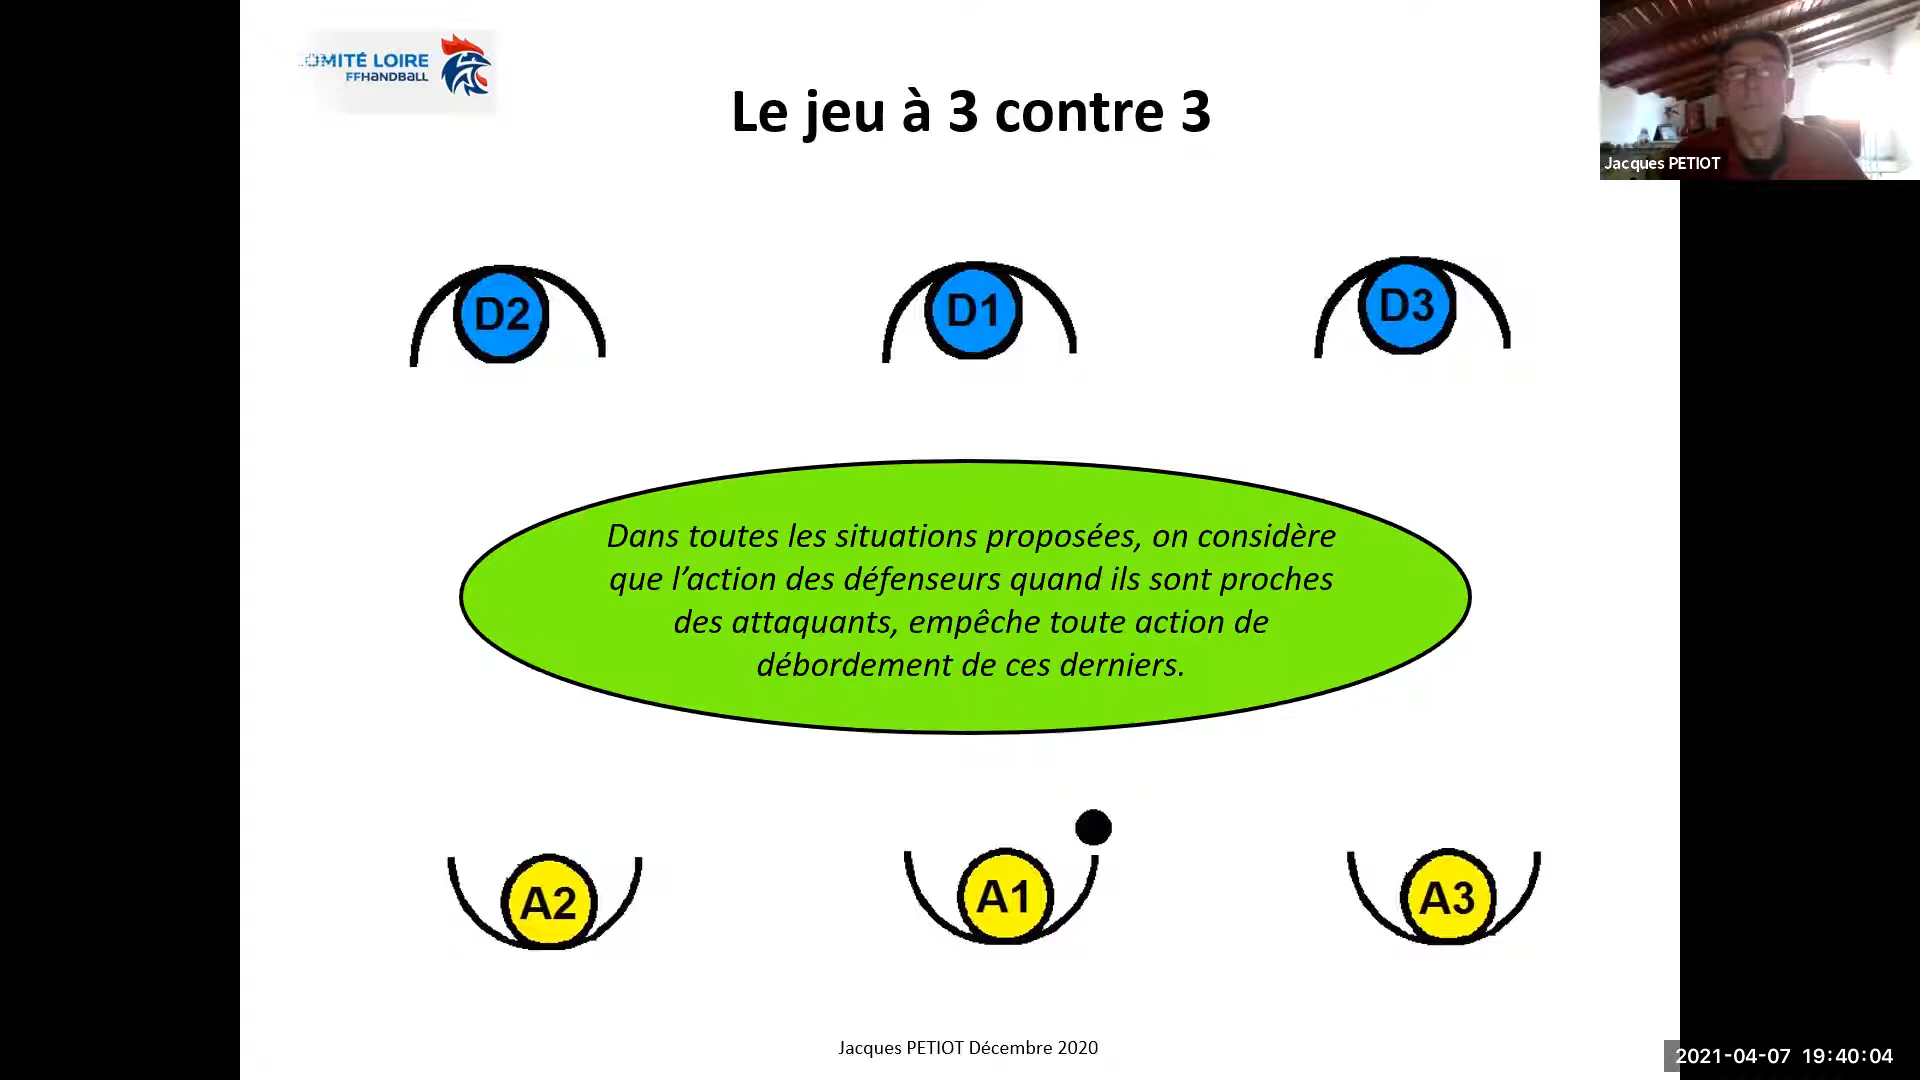 OMITÉ LOIRE
FFHANDBALL
Le jeu à 3 contre 3
Jacques PETIOT
D2
D1
D3
Dans toutes les situations proposées, on considère
que l’action des défenseurs quand ils sont proches
des attaquants, empêche toute action de
débordement de ces derniers.
A2
A1
A3
Jacques PETIOT Décembre 2020
2021-04-07 19:40:04